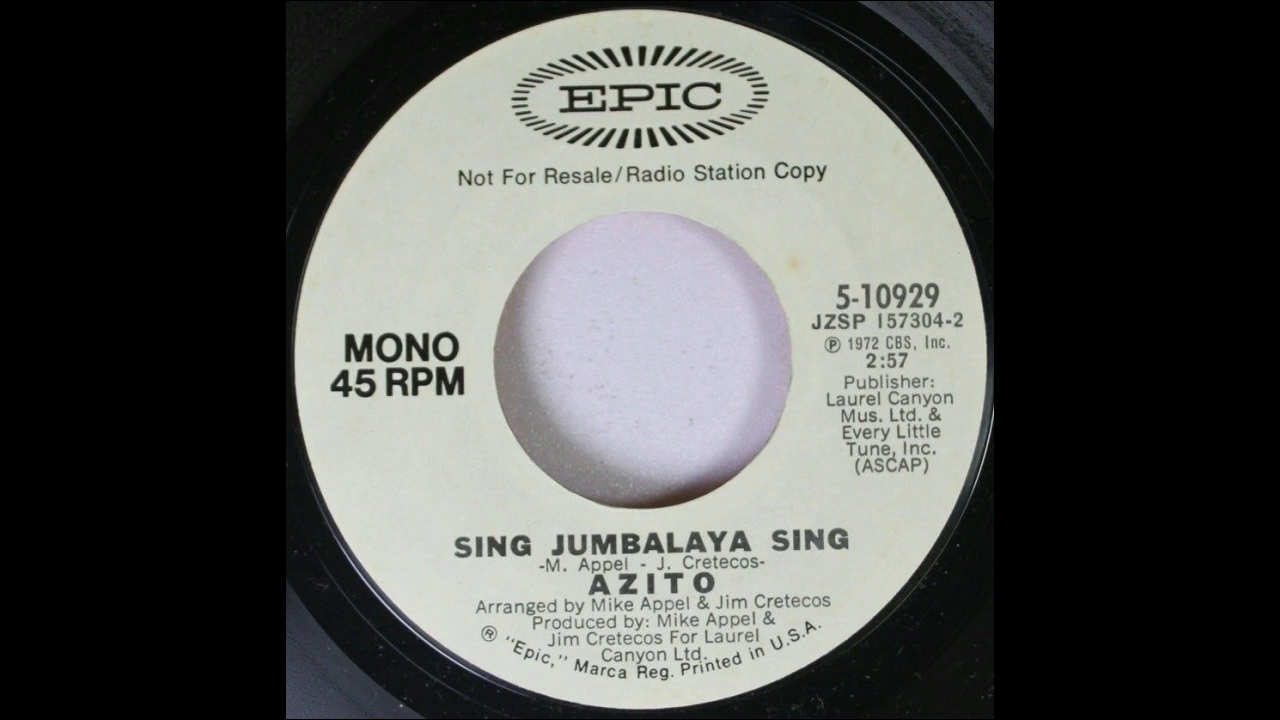 EPIC
Not For Resale/Radio Station Copy
MONO
45 RPM
5-10929
JZSP 157304-2
℗ 1972 CBS, Inc.
2:57
Publisher:
Laurel Canyon
Mus. Ltd. &
Every Little
Tune, Inc.
(ASCAP)
SING JUMBALAYA SING
-M. Appel - J. Cretecos-
AZITO
Arranged by Mike Appel & Jim Cretecos
Produced by: Mike Appel &
Jim Cretecos For Laurel
Canyon Ltd.
® "Epic," Marca Reg. Printed in U.S.A.